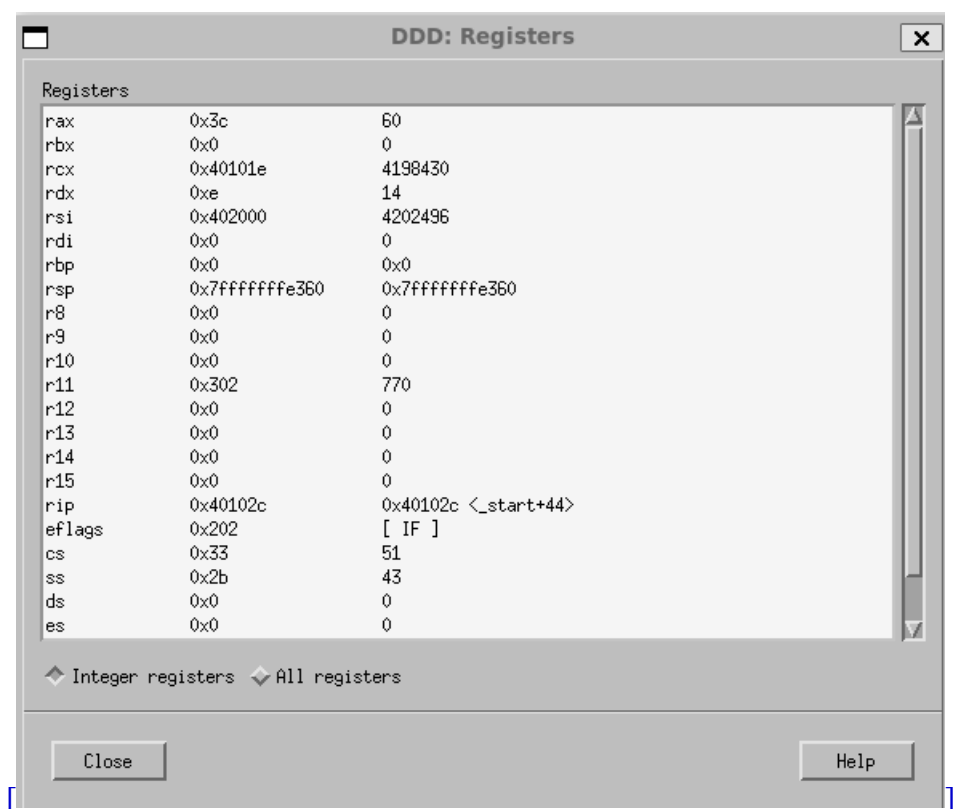 DDD: Registers
Registers
rax 0x3c 60
rbx 0x0 0
rcx 0x40101e 4198430
rdx 0xe 14
rsi 0x402000 4202496
rdi 0x0 0
rbp 0x0 0x0
rsp 0x7fffffffe360 0x7fffffffe360
r8 0x0 0
r9 0x0 0
r10 0x0 0
r11 0x302 770
r12 0x0 0
r13 0x0 0
r14 0x0 0
r15 0x0 0
rip 0x40102c 0x40102c <_start+44>
eflags 0x202 [ IF ]
cs 0x33 51
ss 0x2b 43
ds 0x0 0
es 0x0 0
Integer registers All registers
Close Help
[ ]